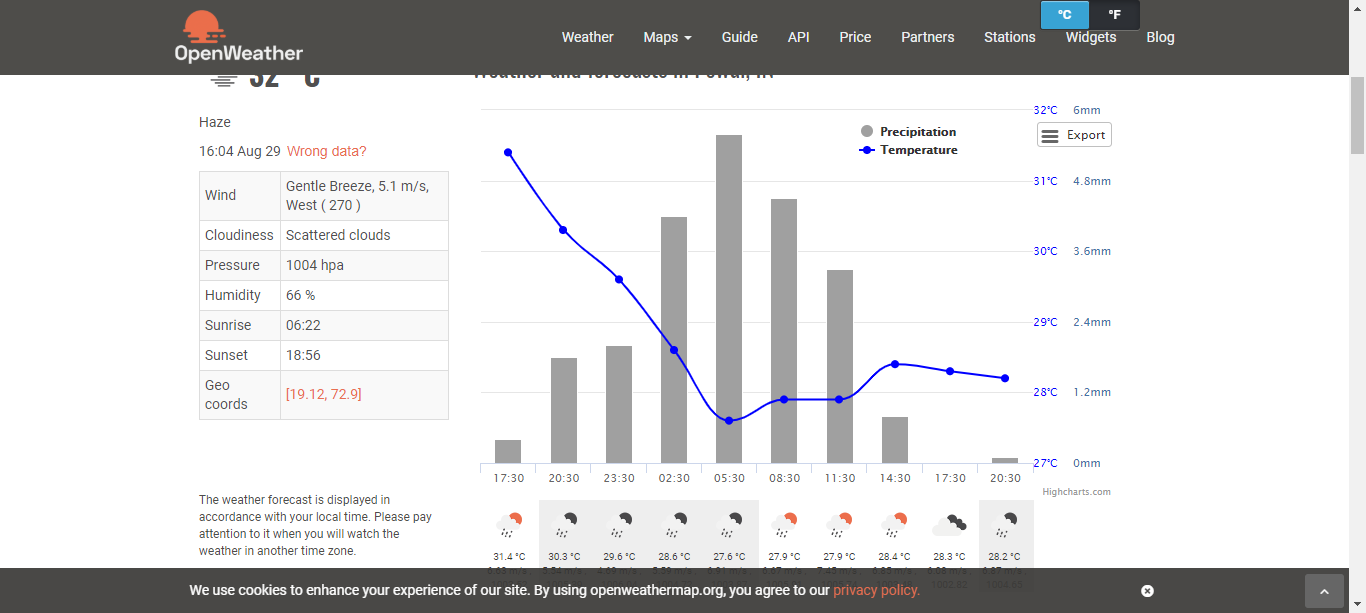 °C °F
OpenWeather
Weather Maps Guide API Price Partners Stations Widgets Blog
32 °C
Weather and forecasts in Powai, IN
Haze
16:04 Aug 29 Wrong data?
Wind Gentle Breeze, 5.1 m/s,
West ( 270 )
Cloudiness Scattered clouds
Pressure 1004 hpa
Humidity 66 %
Sunrise 06:22
Sunset 18:56
Geo
coords [19.12, 72.9]
The weather forecast is displayed in
accordance with your local time. Please pay
attention to it when you will watch the
weather in another time zone.
Precipitation
Temperature
Export
32°C 6mm
31°C 4.8mm
30°C 3.6mm
29°C 2.4mm
28°C 1.2mm
27°C 0mm
17:30 20:30 23:30 02:30 05:30 08:30 11:30 14:30 17:30 20:30
Highcharts.com
31.4 °C 30.3 °C 29.6 °C 28.6 °C 27.6 °C 27.9 °C 27.9 °C 28.4 °C 28.3 °C 28.2 °C
We use cookies to enhance your experience of our site. By using openweathermap.org, you agree to our privacy policy.